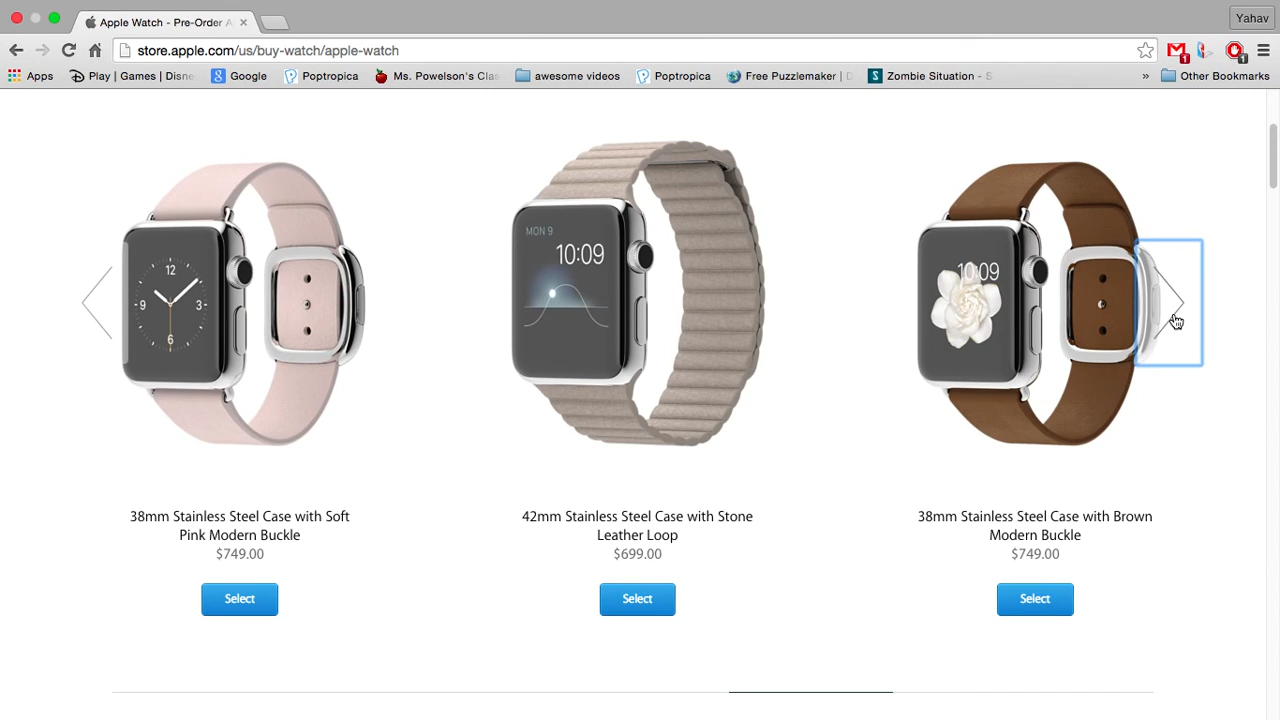 Apple Watch - Pre-Order A
Yahav
store.apple.com/us/buy-watch/apple-watch
1
1
Apps
Play | Games | Disne
Google
Poptropica
Ms. Powelson's Clas
awesome videos
Poptropica
Free Puzzlemaker | D
Zombie Situation - S
»
Other Bookmarks
12
3
6
9
MON 9
10:09
10:09
38mm Stainless Steel Case with Soft
Pink Modern Buckle
$749.00
Select
42mm Stainless Steel Case with Stone
Leather Loop
$699.00
Select
38mm Stainless Steel Case with Brown
Modern Buckle
$749.00
Select